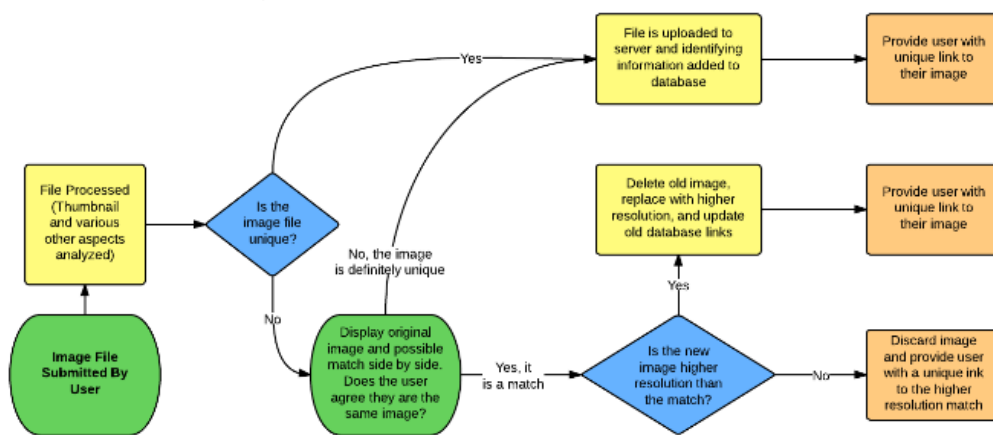 File is uploaded to
server and identifying
information added to
database
Provide user with
unique link to
their image
Yes
File Processed
(Thumbnail
and various
other aspects
analyzed)
Is the
image file
unique?
Delete old image,
replace with higher
resolution, and update
old database links
Provide user with
unique link to
their image
No, the image
is definitely unique
Yes
No
Image File
Submitted By
User
Display original
image and possible
match side by side.
Does the user
agree they are the
same image?
Yes, it
is a match
Is the new
image higher
resolution than
the match?
No
Discard image
and provide user
with a unique ink
to the higher
resolution match